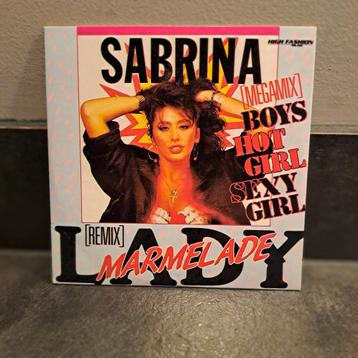 SABRINA
HIGH FASHION
[MEGAMIX]
BOYS
HOT
GIRL
SEXY
GIRL
[REMIX]
LADY
MARMELADE